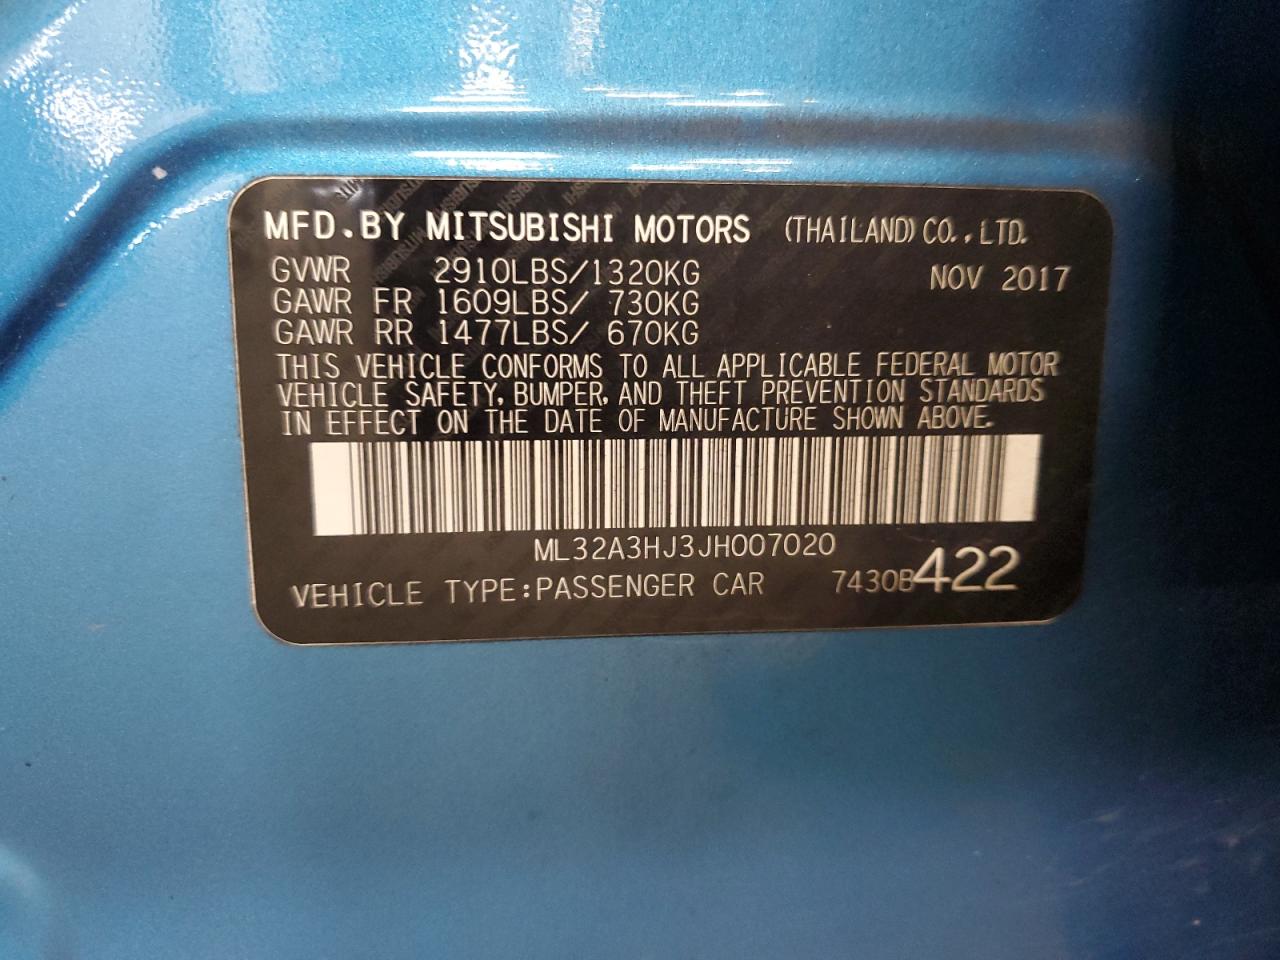 MFD.BY MITSUBISHI MOTORS (THAILAND) CO.,LTD.
GVWR 2910LBS/1320KG NOV 2017
GAWR FR 1609LBS/ 730KG
GAWR RR 1477LBS/ 670KG
THIS VEHICLE CONFORMS TO ALL APPLICABLE FEDERAL MOTOR
VEHICLE SAFETY, BUMPER, AND THEFT PREVENTION STANDARDS
IN EFFECT ON THE DATE OF MANUFACTURE SHOWN ABOVE.
ML32A3HJ3JH007020
VEHICLE TYPE:PASSENGER CAR 7430B422